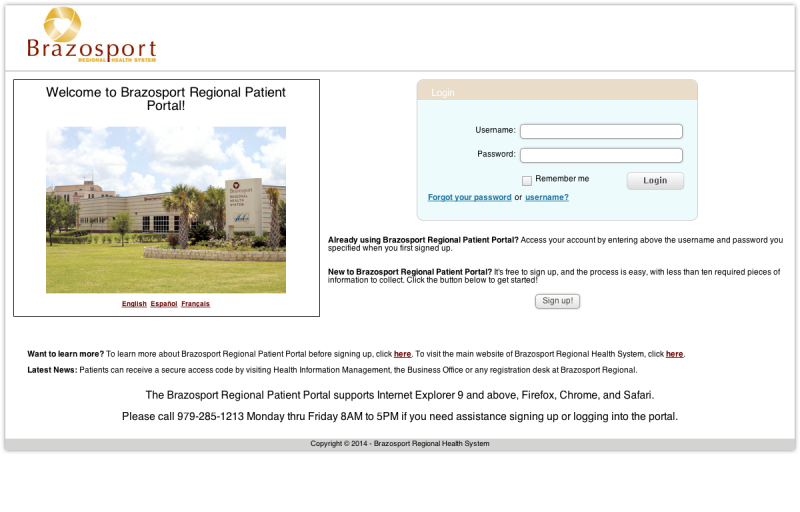 Brazosport
REGIONAL HEALTH SYSTEM
Welcome to Brazosport Regional Patient
Portal!
Brazosport
REGIONAL
HEALTH
SYSTEM
English Español Français
Login
Username:
Password:
Remember me
Login
Forgot your password or username?
Already using Brazosport Regional Patient Portal? Access your account by entering above the username and password you
specified when you first signed up.
New to Brazosport Regional Patient Portal? It's free to sign up, and the process is easy, with less than ten required pieces of
information to collect. Click the button below to get started!
Sign up!
Want to learn more? To learn more about Brazosport Regional Patient Portal before signing up, click here. To visit the main website of Brazosport Regional Health System, click here.
Latest News: Patients can receive a secure access code by visiting Health Information Management, the Business Office or any registration desk at Brazosport Regional.
The Brazosport Regional Patient Portal supports Internet Explorer 9 and above, Firefox, Chrome, and Safari.
Please call 979-285-1213 Monday thru Friday 8AM to 5PM if you need assistance signing up or logging into the portal.
Copyright © 2014 - Brazosport Regional Health System